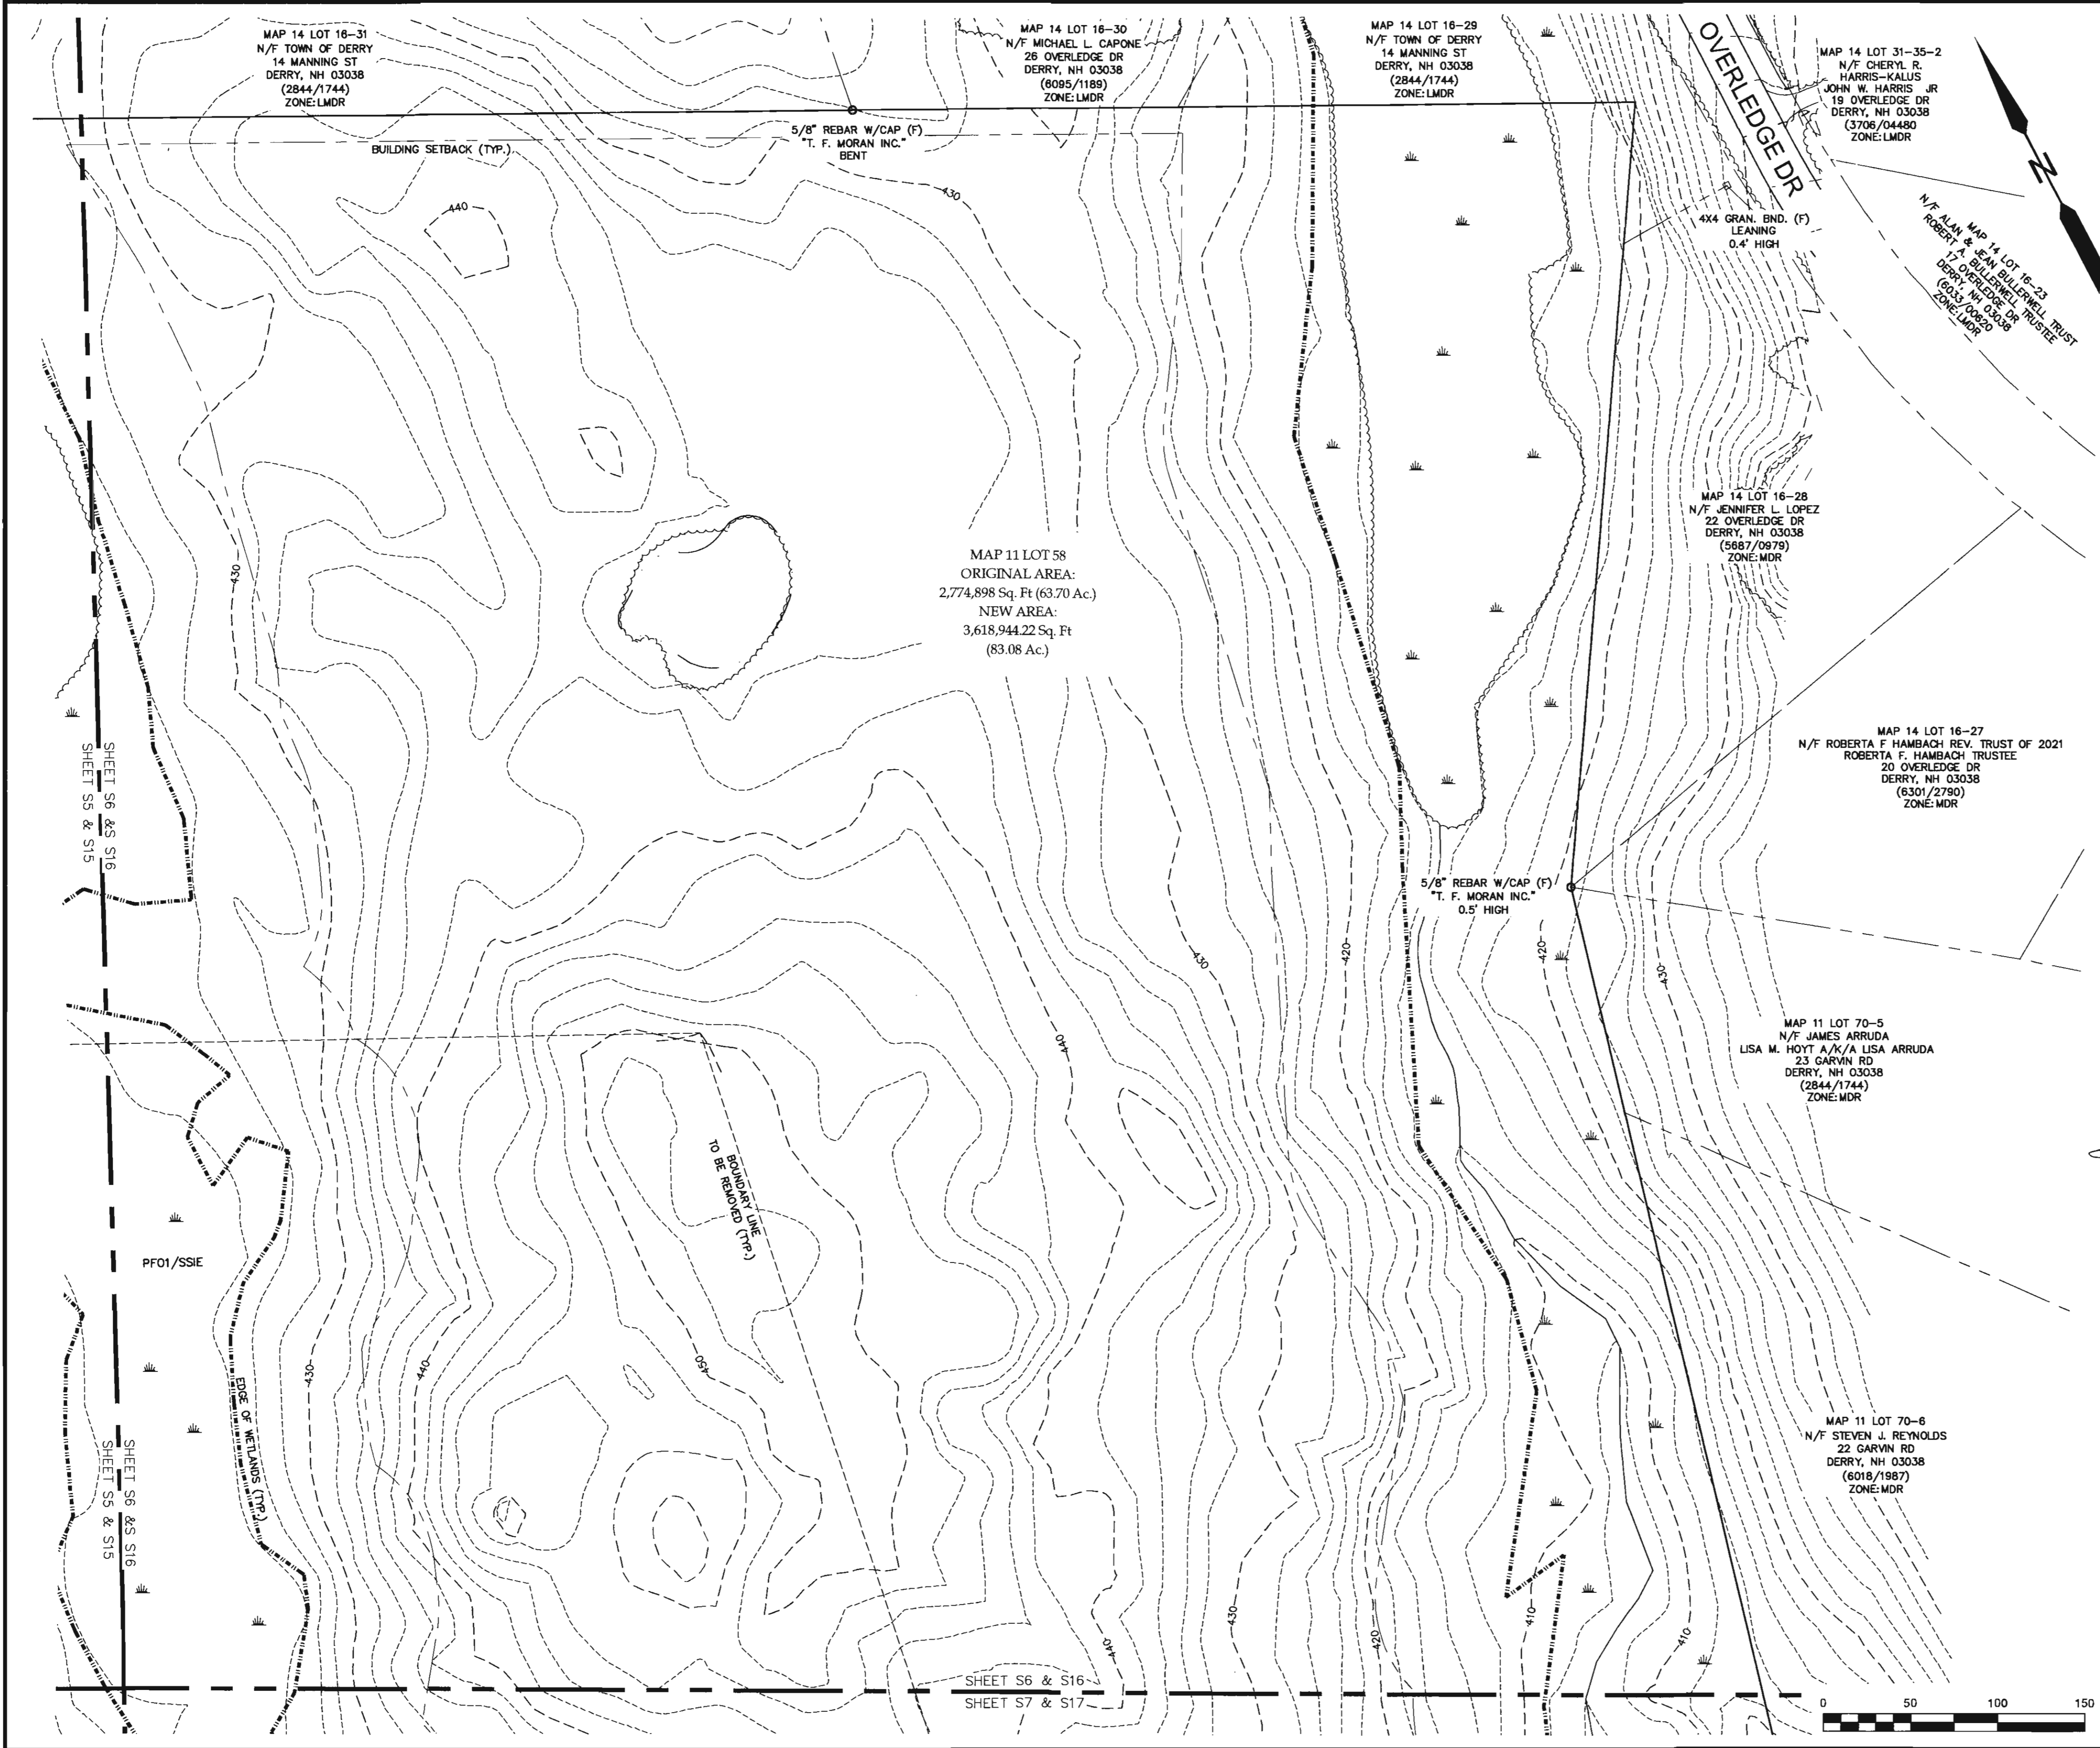 MAP 14 LOT 16-31
N/F TOWN OF DERRY
14 MANNING ST
DERRY, NH 03038
(2844/1744)
ZONE: LMDR
MAP 14 LOT 16-30
N/F MICHAEL L. CAPONE
26 OVERLEDGE DR
DERRY, NH 03038
(6095/1189)
ZONE: LMDR
MAP 14 LOT 16-29
N/F TOWN OF DERRY
14 MANNING ST
DERRY, NH 03038
(2844/1744)
ZONE: LMDR
OVERLEDGE DR
MAP 14 LOT 31-35-2
N/F CHERYL R.
HARRIS-KALUS
JOHN W. HARRIS JR
19 OVERLEDGE DR
DERRY, NH 03038
(3706/04480
ZONE: LMDR
N
BUILDING SETBACK (TYP.)
5/8" REBAR W/CAP (F)
"T. F. MORAN INC."
BENT
440
430
4X4 GRAN. BND. (F)
LEANING
0.4' HIGH
MAP 14 LOT 16-23
N/F ALAN & JEAN BULLERWELL TRUST
ROBERT A. BULLERWELL TRUSTEE
17 OVERLEDGE DR
DERRY, NH 03038
(6033/00620
ZONE: LMDR
MAP 14 LOT 16-28
N/F JENNIFER L. LOPEZ
22 OVERLEDGE DR
DERRY, NH 03038
(5687/0979)
ZONE: MDR
430
MAP 11 LOT 58
ORIGINAL AREA:
2,774,898 Sq. Ft (63.70 Ac.)
NEW AREA:
3,618,944.22 Sq. Ft
(83.08 Ac.)
MAP 14 LOT 16-27
N/F ROBERTA F HAMBACH REV. TRUST OF 2021
ROBERTA F. HAMBACH TRUSTEE
20 OVERLEDGE DR
DERRY, NH 03038
(6301/2790)
ZONE: MDR
SHEET S6 &S S16
SHEET S5 & S15
5/8" REBAR W/CAP (F)
"T. F. MORAN INC."
0.5' HIGH
430
420
420
430
440
MAP 11 LOT 70-5
N/F JAMES ARRUDA
LISA M. HOYT A/K/A LISA ARRUDA
23 GARVIN RD
DERRY, NH 03038
(2844/1744)
ZONE: MDR
BOUNDARY LINE
TO BE REMOVED (TYP.)
PF01/SSIE
430
440
450
EDGE OF WETLANDS (TYP.)
MAP 11 LOT 70-6
N/F STEVEN J. REYNOLDS
22 GARVIN RD
DERRY, NH 03038
(6018/1987)
ZONE: MDR
SHEET S6 &S S16
SHEET S5 & S15
440
430
420
410
410
SHEET S6 & S16
SHEET S7 & S17
0 50 100 150